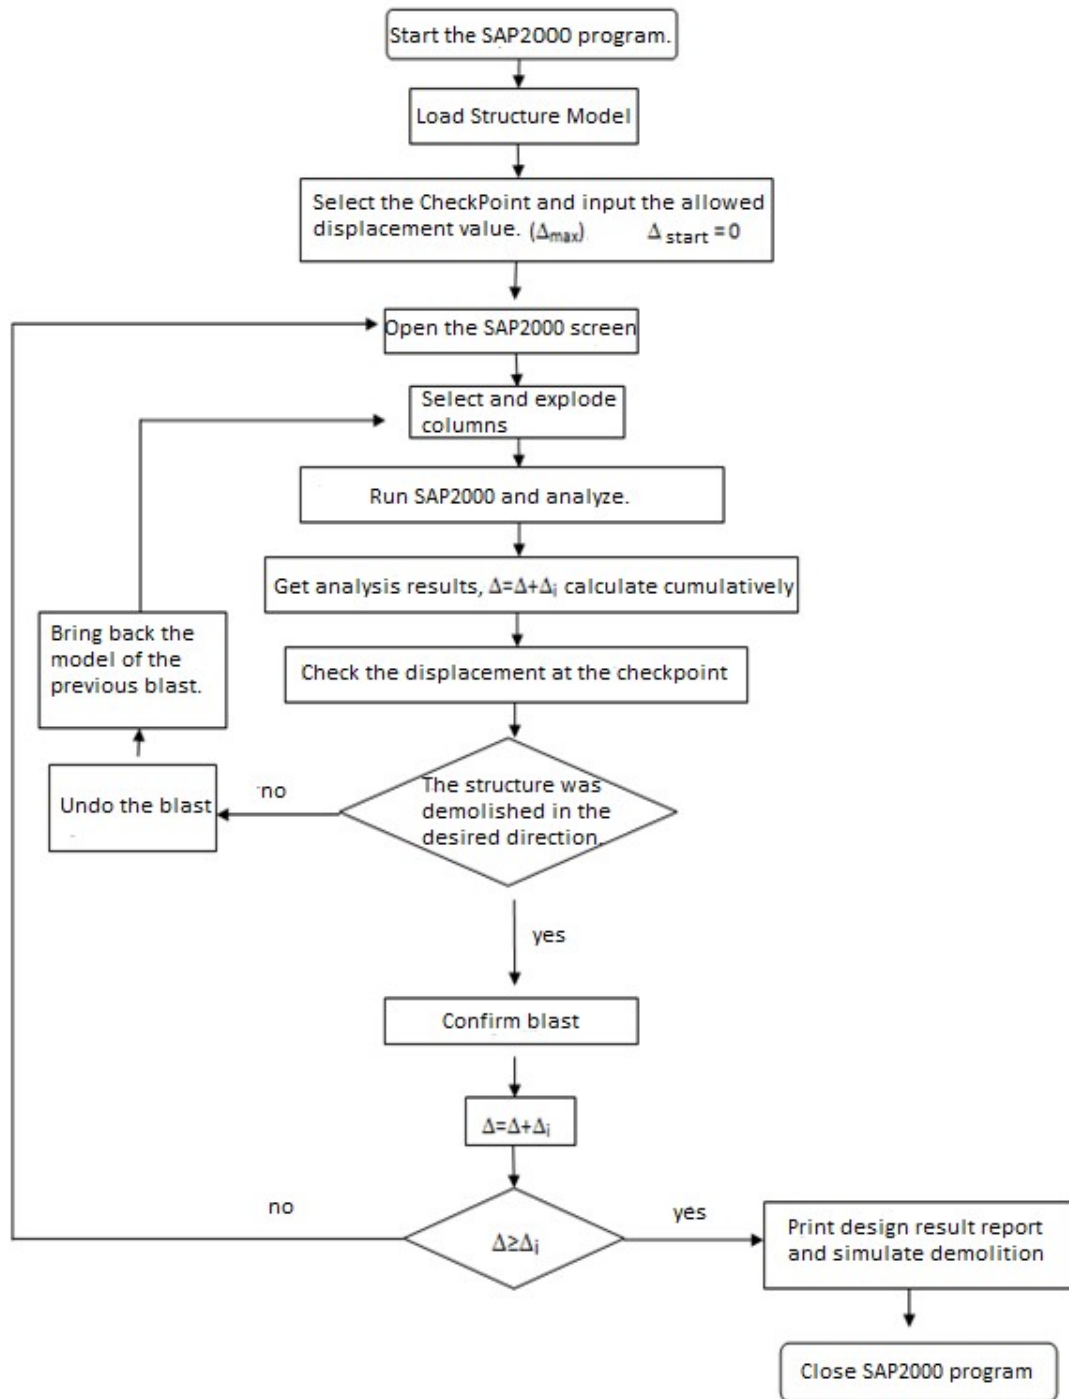 Start the SAP2000 program.
Load Structure Model
Select the CheckPoint and input the allowed
displacement value. (Δmax) Δ start = 0
Open the SAP2000 screen
Select and explode
columns
Run SAP2000 and analyze.
Get analysis results, Δ=Δ+Δi calculate cumulatively
Bring back the
model of the
previous blast.
Check the displacement at the checkpoint
Undo the blast
no
The structure was
demolished in the
desired direction.
yes
Confirm blast
Δ=Δ+Δi
no
Δ≥Δi
yes
Print design result report
and simulate demolition
Close SAP2000 program